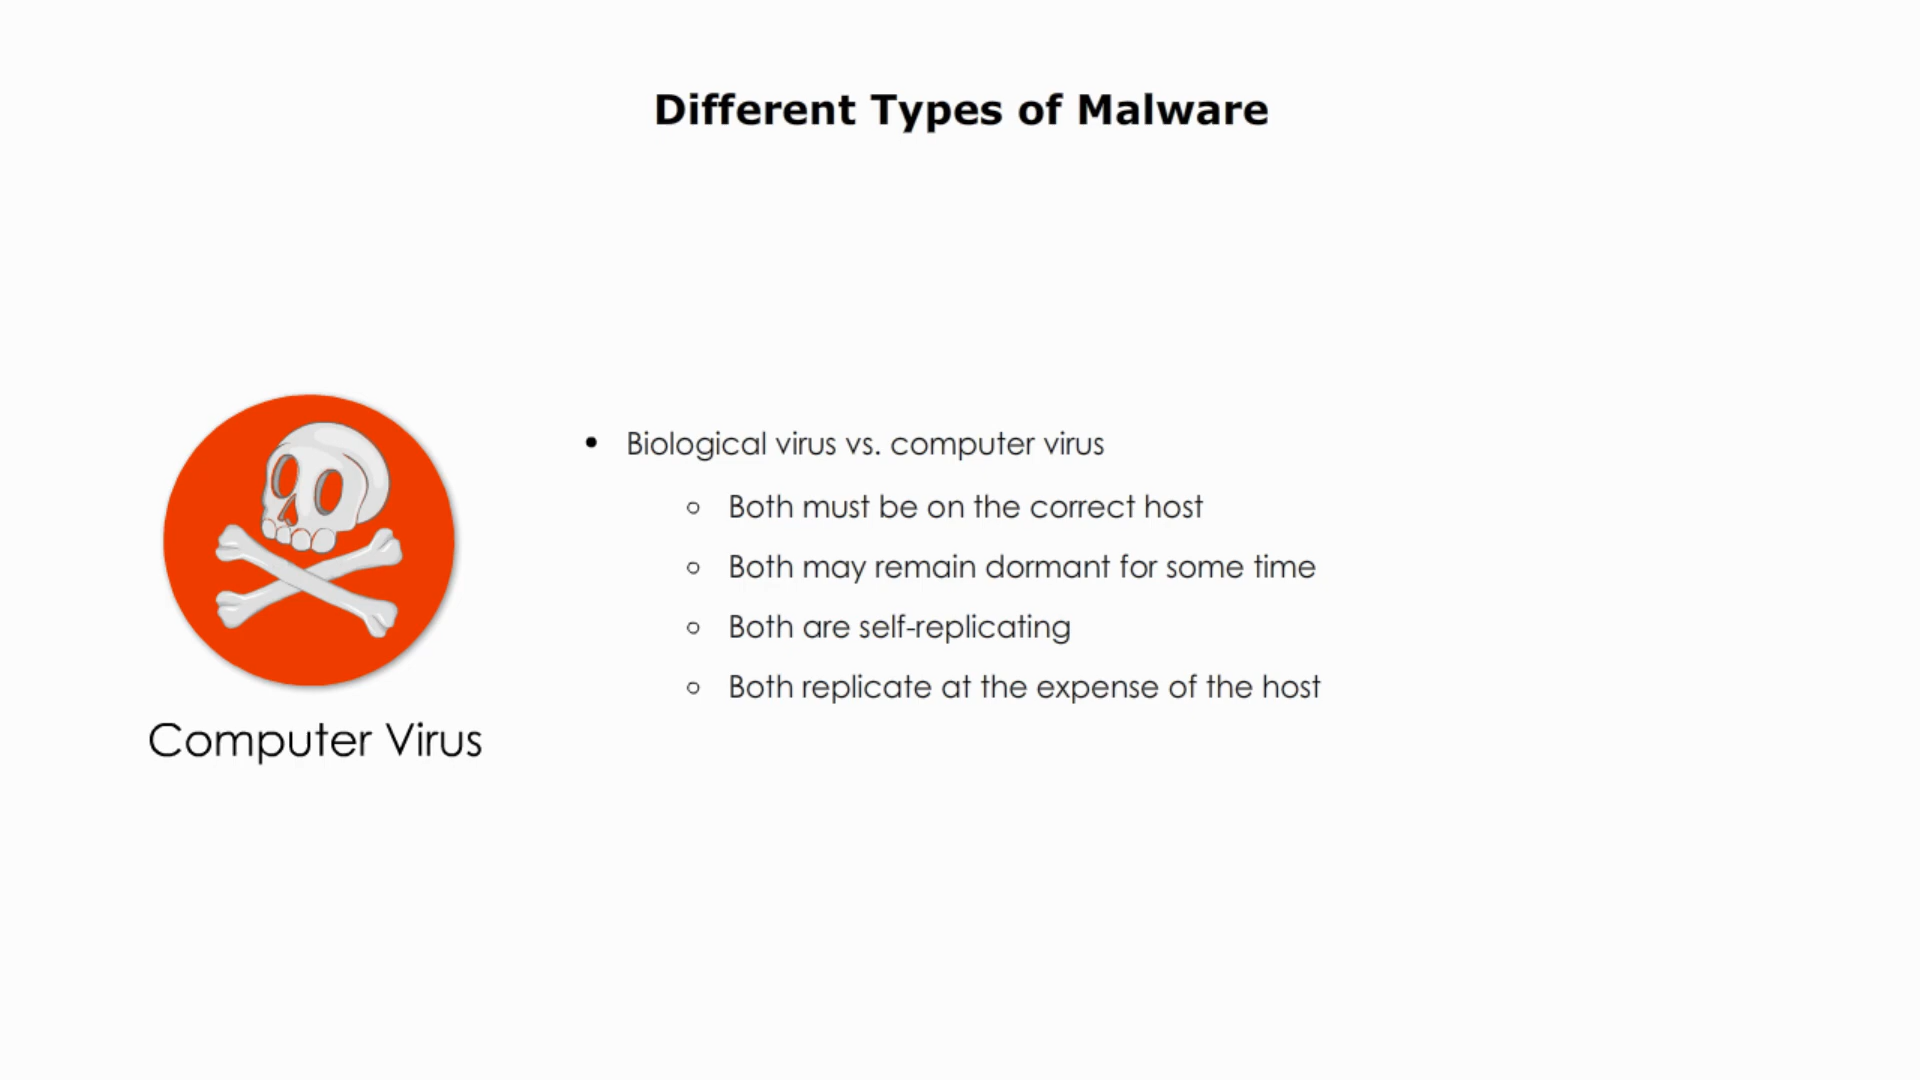 Different Types of Malware
Biological virus vs. computer virus
Both must be on the correct host
Both may remain dormant for some time
Both are self-replicating
Both replicate at the expense of the host
Computer Virus